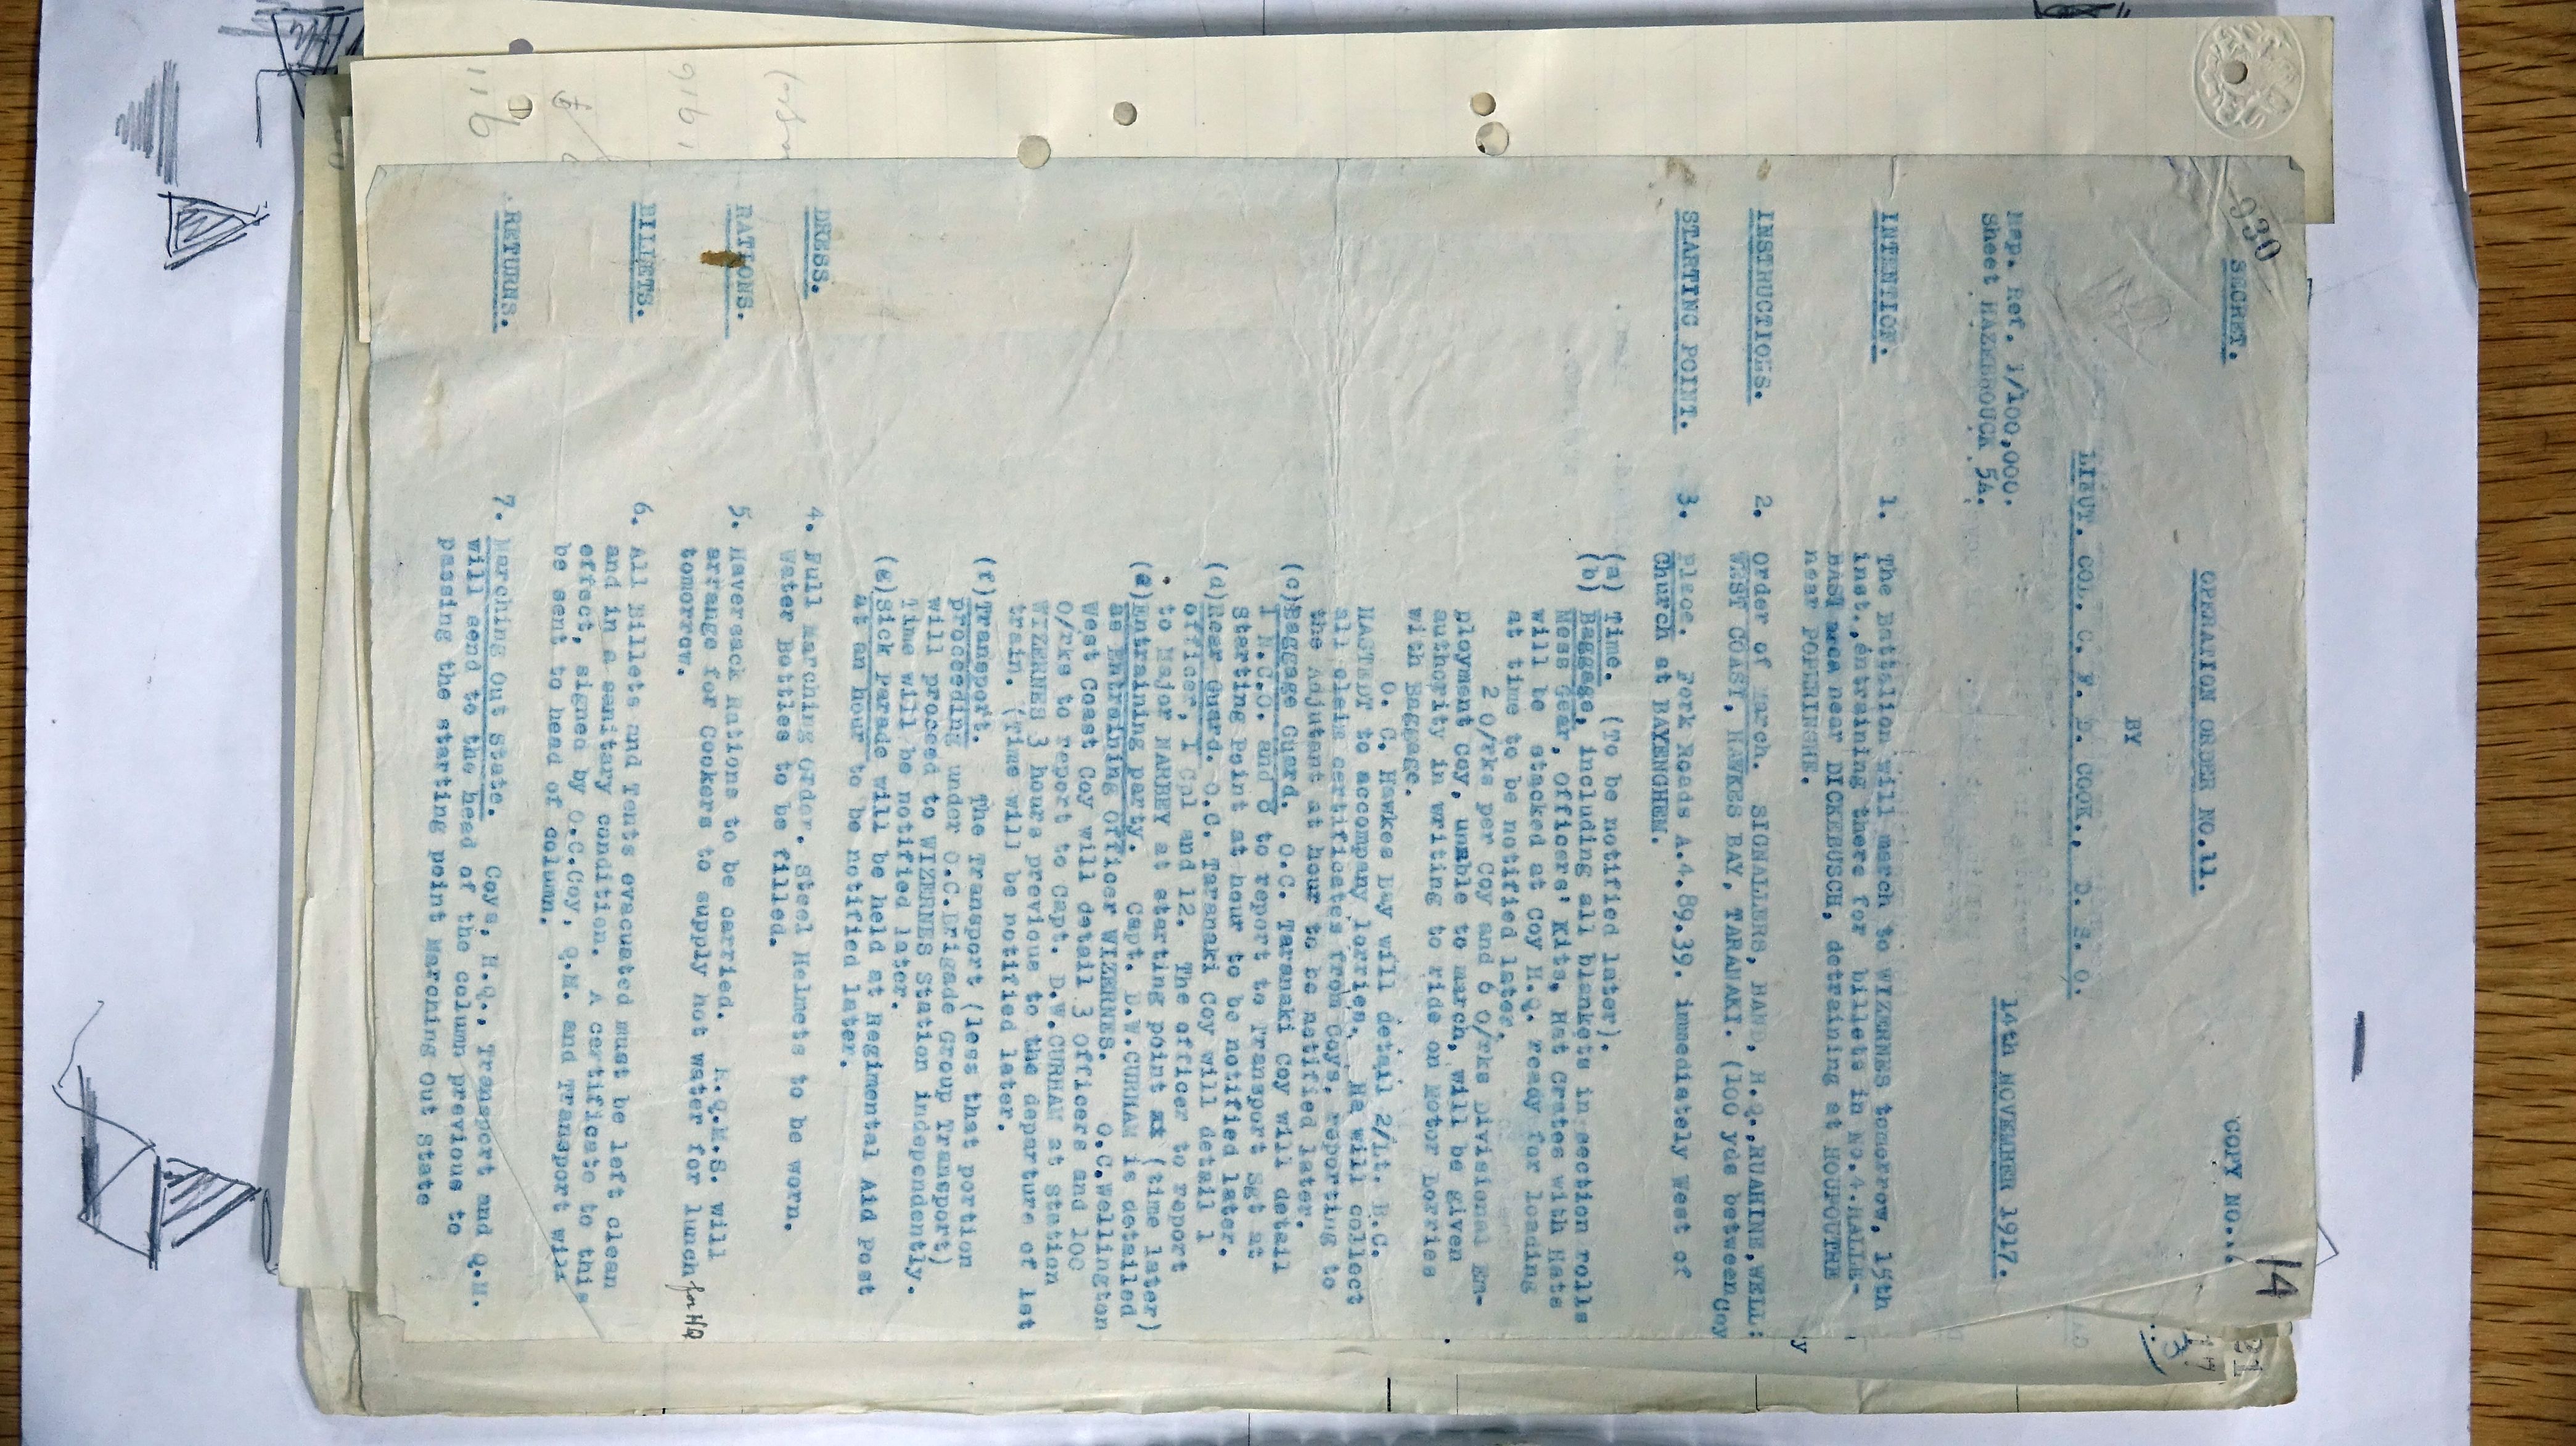 930
SECRET.
COPY NO...
14
OPERATION ORDER NO.11.
BY
LIEUT. COL. C. F. D. COOK., D. S. O.
Map. Ref. 1/100,000.
Sheet HAZEBROUCK 5A.
14th NOVEMBER 1917.
INTENTION. 1. The Battalion will march to WIZERNES tomorrow, 15th
inst., entraining there for billets in No.4.HALLE-
BAST area near DICKEBUSCH, detraining at HOUPOUTRE
near POPERINGHE.
INSTRUCTIONS. 2. Order of March. SIGNALLERS, BAND, H.Q.,RUAHINE,WELL:
WEST COAST, HAWKES BAY, TARANAKI. (100 yds between Coy
STARTING POINT. 3. Place. Fork Roads A.4.89.39. immediately West of
Church at BAYENGHEM.
(a) Time. (To be notified later).
(b) Baggage, including all blankets in section rolls
Mess Gear, Officers' Kits, Hat Crates with Hats
will be stacked at Coy H.Q. ready for loading
at time to be notified later.
2 O/rks per Coy and 6 O/rks Divisional Em-
ployment Coy, unable to march, will be given
authority in writing to ride on Motor Lorries
with Baggage.
O. C. Hawkes Bay will detail 2/Lt. E.C.
HAGTEDT to accompany lorries. He will collect
all clean certificates from Coys, reporting to
the Adjutant at hour to be notified later.
(c)Baggage Guard. O.C. Taranaki Coy will detail
1 N.C.O. and 8 to report to Transport Sgt at
Starting Point at hour to be notified later.
(d)Rear Guard. O.C. Taranaki Coy will detail 1
officer, 1 Cpl and 12. The officer to report
to Major NARBEY at starting point at (time later)
(e)Entraining party. Capt. D.W.CURHAM is detailed
as Entraining Officer WIZERNES. O.C.Wellington
West Coast Coy will detail 3 Officers and 100
O/rks to report to Capt. D.W.CURHAM at Station
WIZERNES 3 hours previous to the departure of 1st
train. (Time will be notified later.
(f)Transport. The Transport (less that portion
proceeding under O.C.Brigade Group Transport)
will proceed to WIZERNES Station independently.
Time will be notified later.
(g)Sick Parade will be held at Regimental Aid Post
at an hour to be notified later.
DRESS. 4. Full Marching Order. Steel Helmets to be worn.
Water Bottles to be filled.
RATIONS. 5. Haversack Rations to be carried. R.Q.M.S. will
arrange for Cookers to supply hot water for lunch for HQ
tomorrow.
BILLETS. 6. All Billets and Tents evacuated must be left clean
and in a sanitary condition. A certificate to this
effect, signed by O.C.Coy, Q.M. and Transport will
be sent to head of column.
RETURNS. 7. Marching Out State. Coys, H.Q., Transport and Q.M.
will send to the head of the column previous to
passing the starting point Marching Out State
116
916